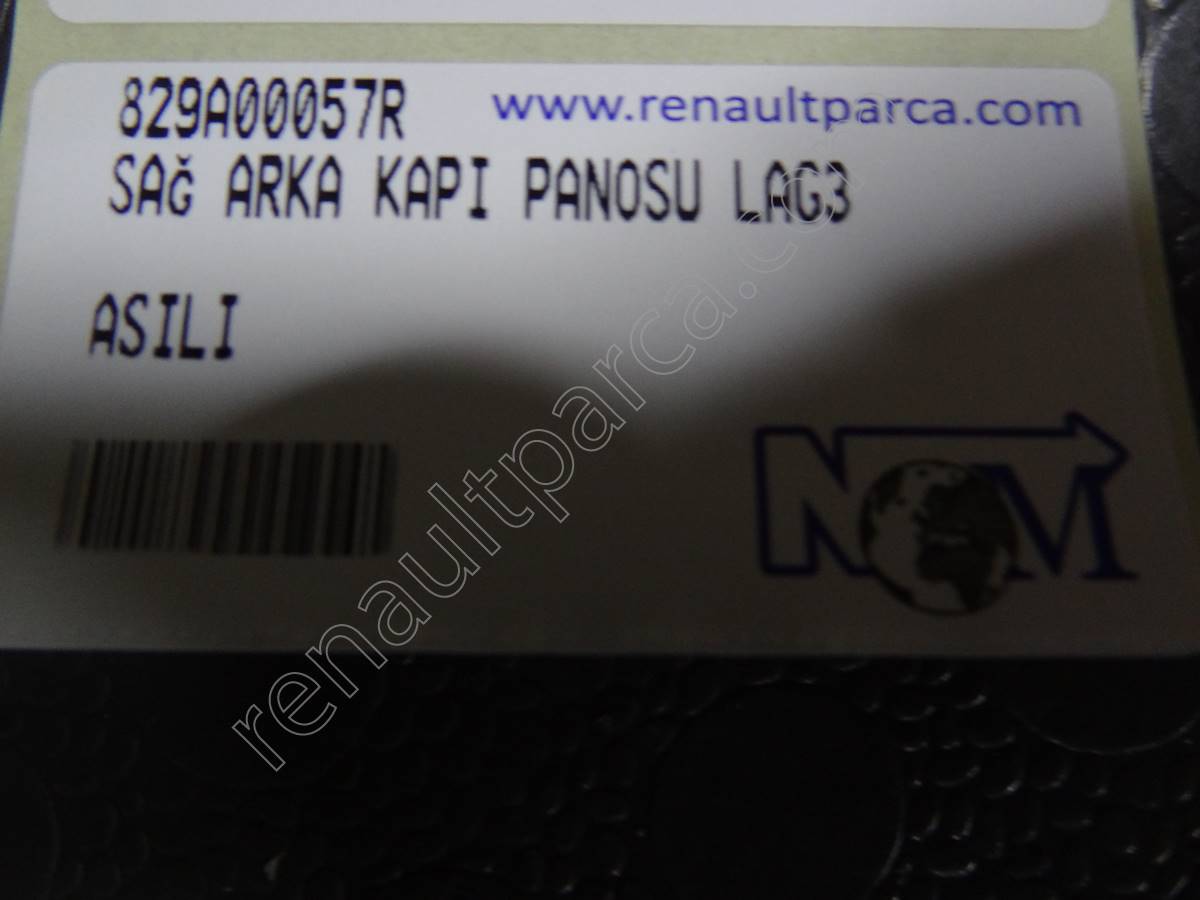 829A00057R www.renaultparca.com
SAğ ARKA KAPI PANOSU LAG3
ASILI
NOM
renaultparca.com